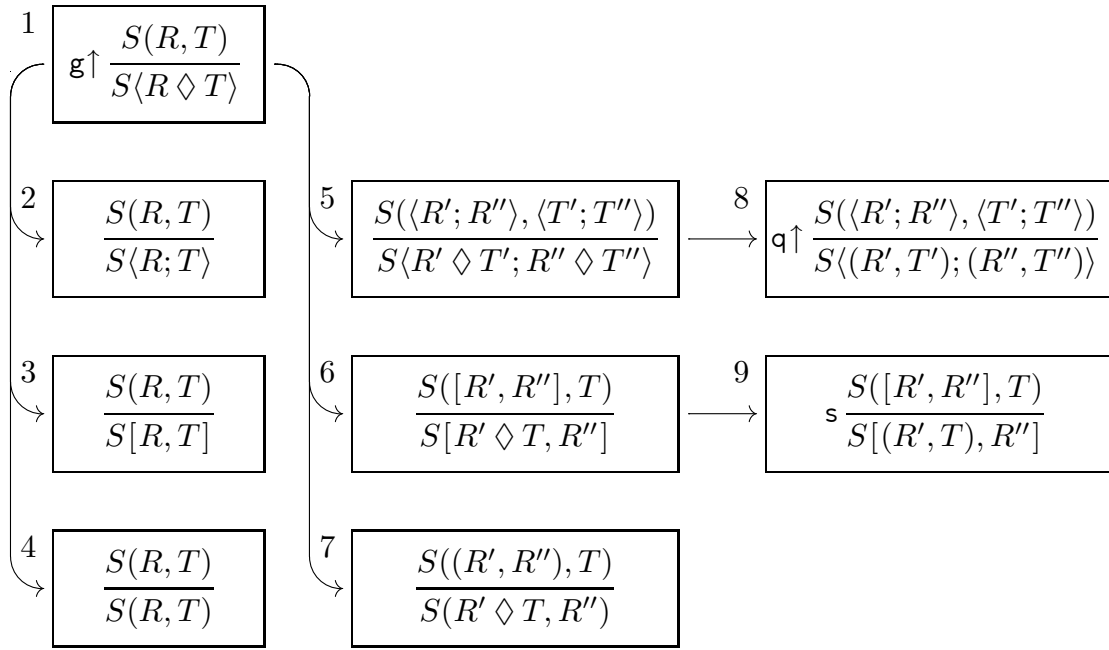 1 g↑ S(R, T) / S⟨R ◊ T⟩
2 S(R, T) / S⟨R; T⟩
5 S(⟨R′; R′′⟩, ⟨T′; T′′⟩) / S⟨R′ ◊ T′; R′′ ◊ T′′⟩
8 q↑ S(⟨R′; R′′⟩, ⟨T′; T′′⟩) / S⟨(R′, T′); (R′′, T′′)⟩
3 S(R, T) / S[R, T]
6 S([R′, R′′], T) / S[R′ ◊ T, R′′]
9 s S([R′, R′′], T) / S[(R′, T), R′′]
4 S(R, T) / S(R, T)
7 S((R′, R′′), T) / S(R′ ◊ T, R′′)